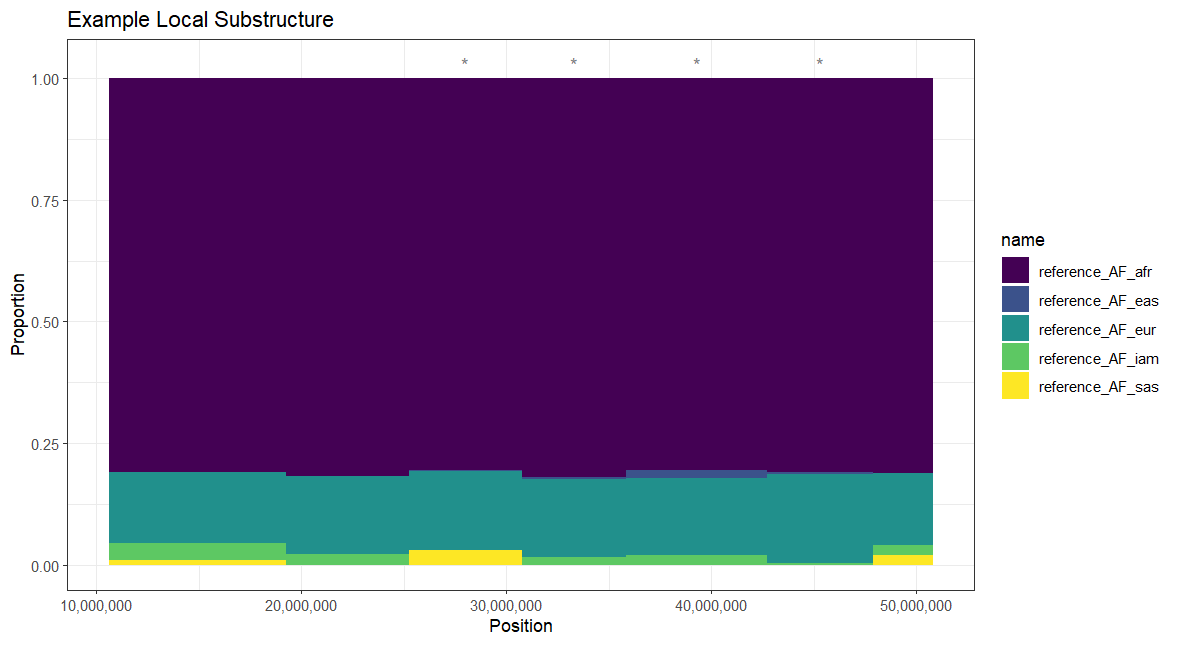 Example Local Substructure
* * * *
1.00
0.75
0.50
0.25
0.00
Proportion
10,000,000 20,000,000 30,000,000 40,000,000 50,000,000
Position
name
reference_AF_afr
reference_AF_eas
reference_AF_eur
reference_AF_iam
reference_AF_sas